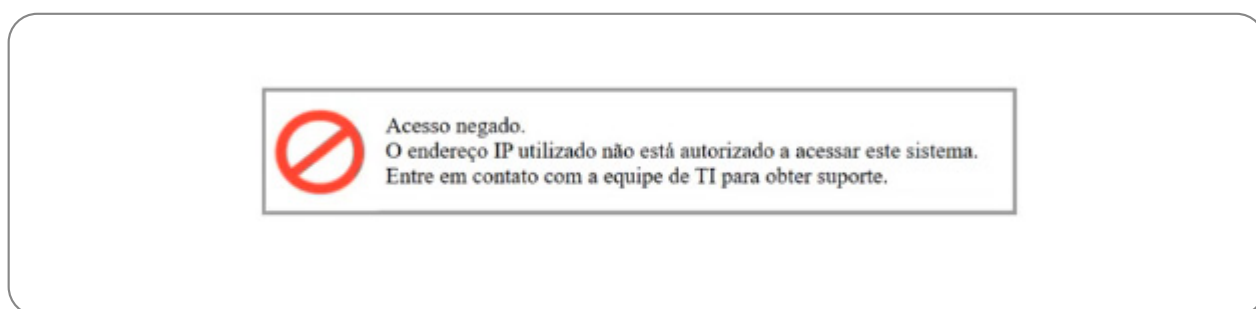 Acesso negado.
O endereço IP utilizado não está autorizado a acessar este sistema.
Entre em contato com a equipe de TI para obter suporte.